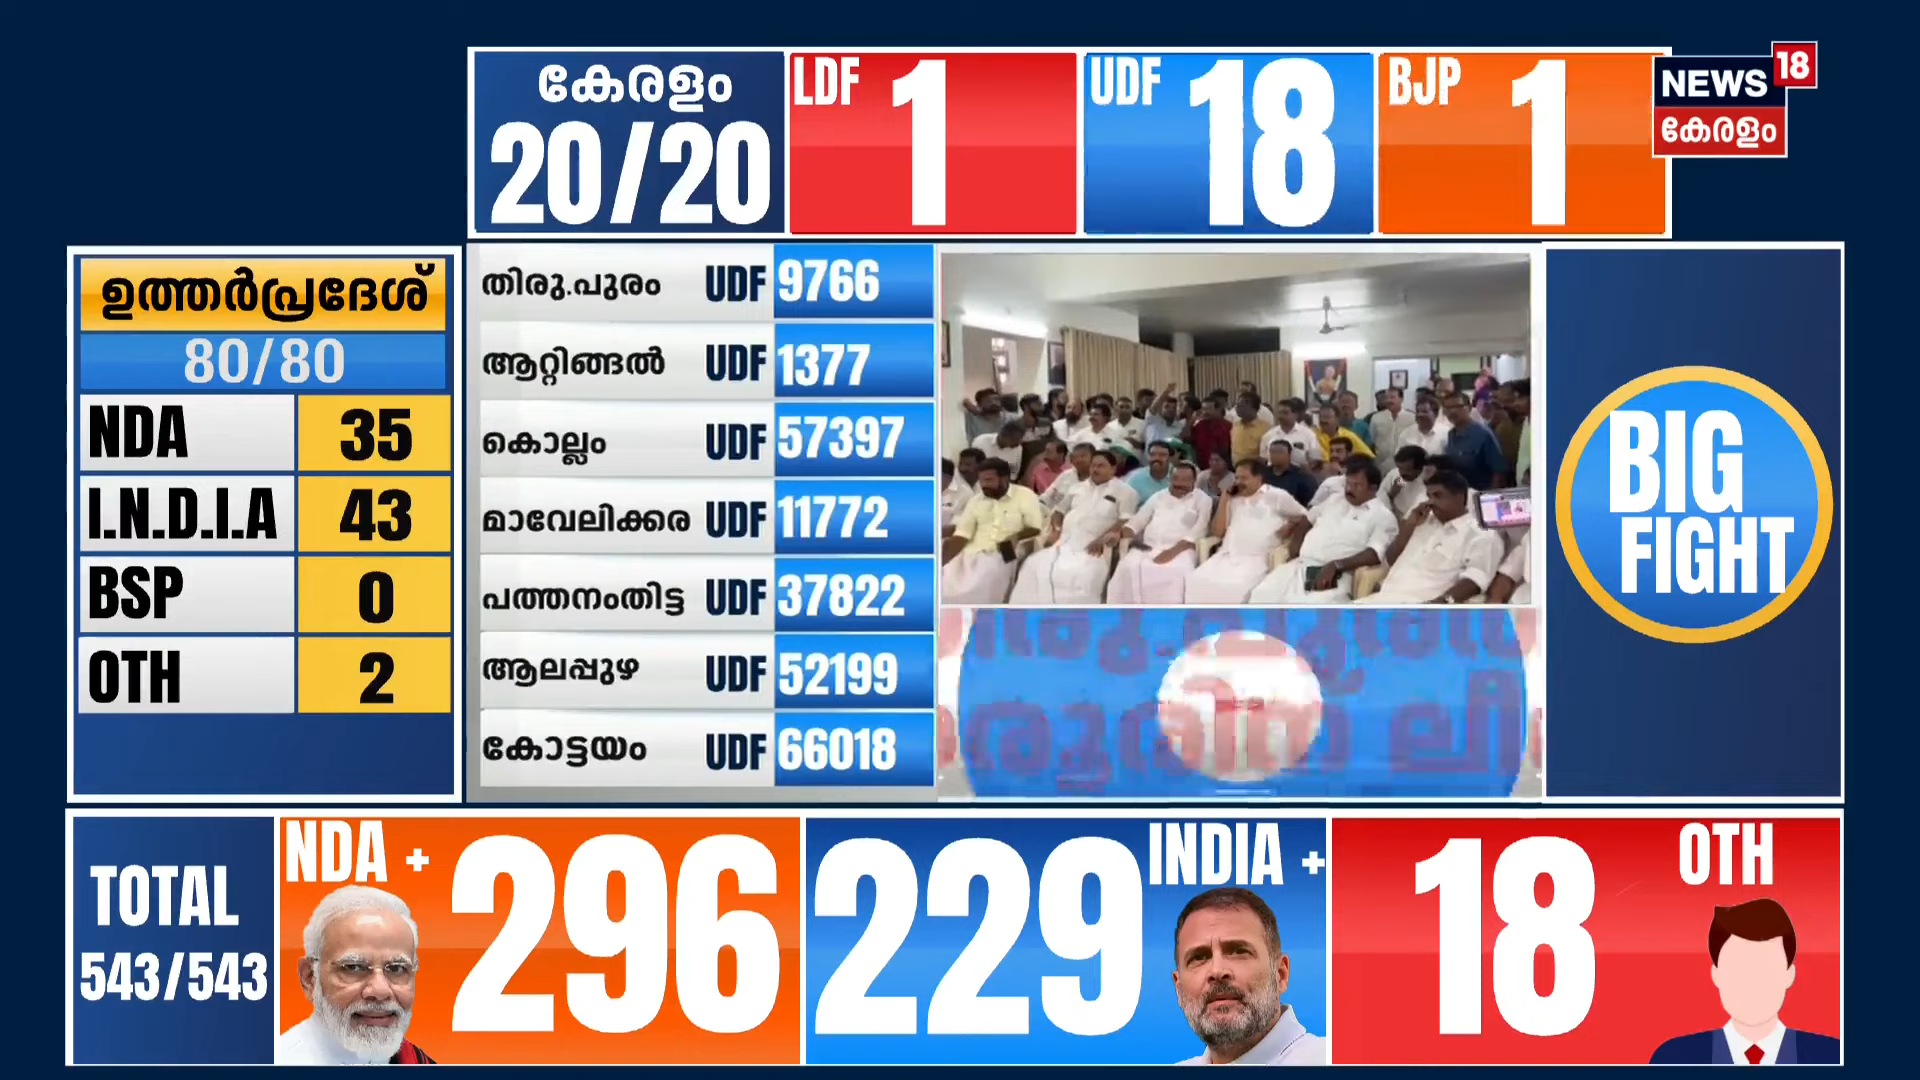 കേരളം
20/20
LDF 1
UDF 18
BJP 1
NEWS 18
കേരളം
ഉത്തർപ്രദേശ്
80/80
NDA 35
I.N.D.I.A 43
BSP 0
OTH 2
തിരു.പുരം UDF 9766
ആറ്റിങ്ങൽ UDF 1377
കൊല്ലം UDF 57397
മാവേലിക്കര UDF 11772
പത്തനംതിട്ട UDF 37822
ആലപ്പുഴ UDF 52199
കോട്ടയം UDF 66018
BIG
FIGHT
TOTAL
543/543
NDA + 296
229 INDIA +
18 OTH